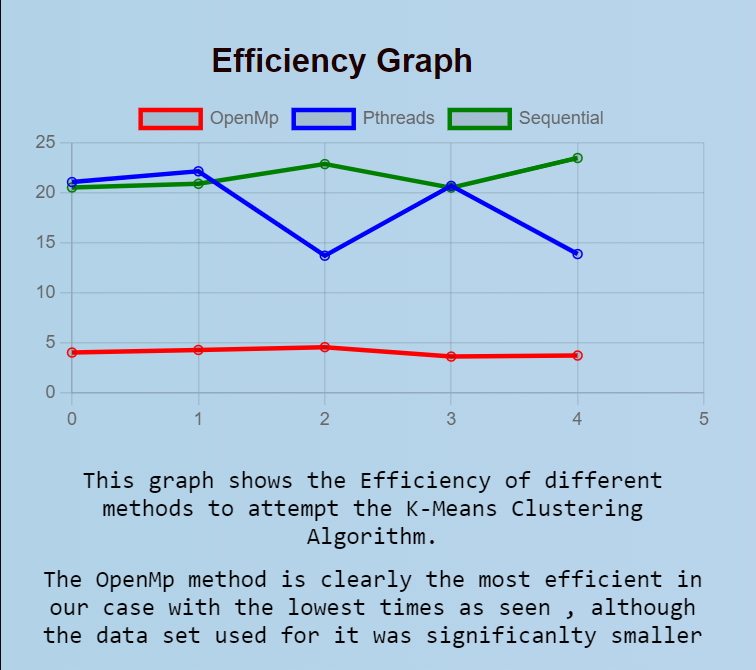 Efficiency Graph
OpenMp Pthreads Sequential
25
20
15
10
5
0
0 1 2 3 4 5
This graph shows the Efficiency of different
methods to attempt the K-Means Clustering
Algorithm.
The OpenMp method is clearly the most efficient in
our case with the lowest times as seen , although
the data set used for it was significanlty smaller